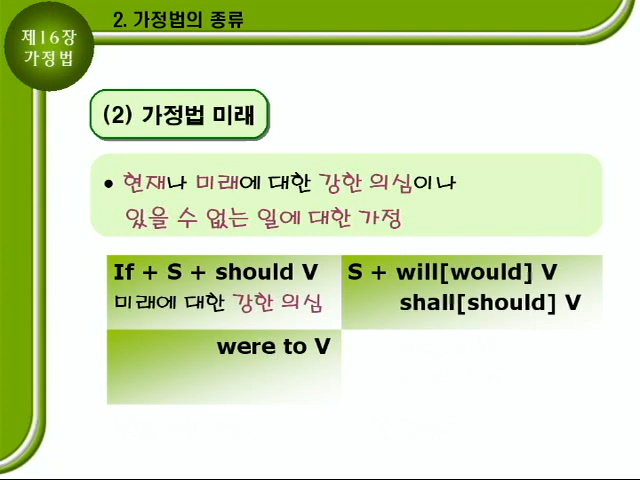 2. 가정법의 종류
제16장
가정법
(2) 가정법 미래
• 현재나 미래에 대한 강한 의심이나
있을 수 없는 일에 대한 가정
If + S + should V
S + will[would] V
미래에 대한 강한 의심
shall[should] V
were to V